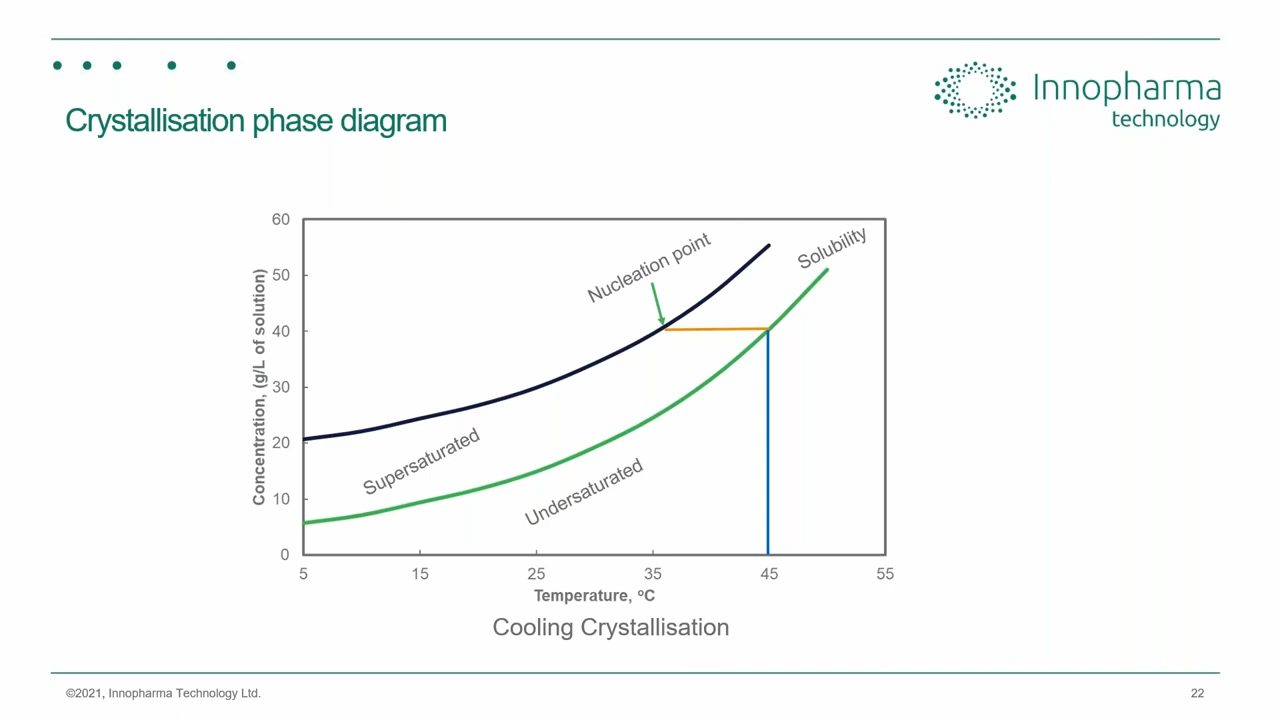 Innopharma
technology
Crystallisation phase diagram
60
50
40
30
20
10
0
Concentration, (g/L of solution)
Nucleation point
Solubility
Supersaturated
Undersaturated
5 15 25 35 45 55
Temperature, ºC
Cooling Crystallisation
©2021, Innopharma Technology Ltd. 22